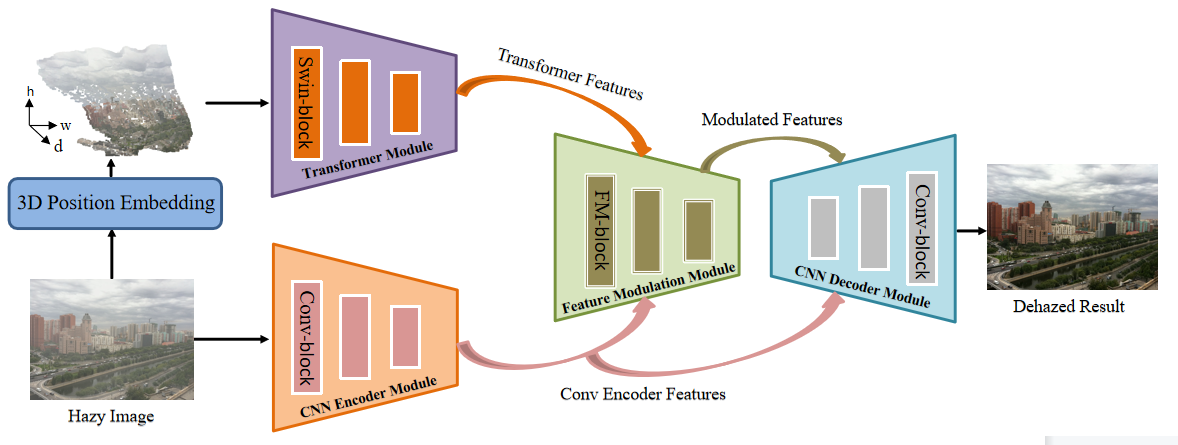 h
w
d
3D Position Embedding
Hazy Image
Swin-block
Transformer Module
Conv-block
CNN Encoder Module
Transformer Features
FM-block
Feature Modulation Module
Conv Encoder Features
Modulated Features
Conv-block
CNN Decoder Module
Dehazed Result